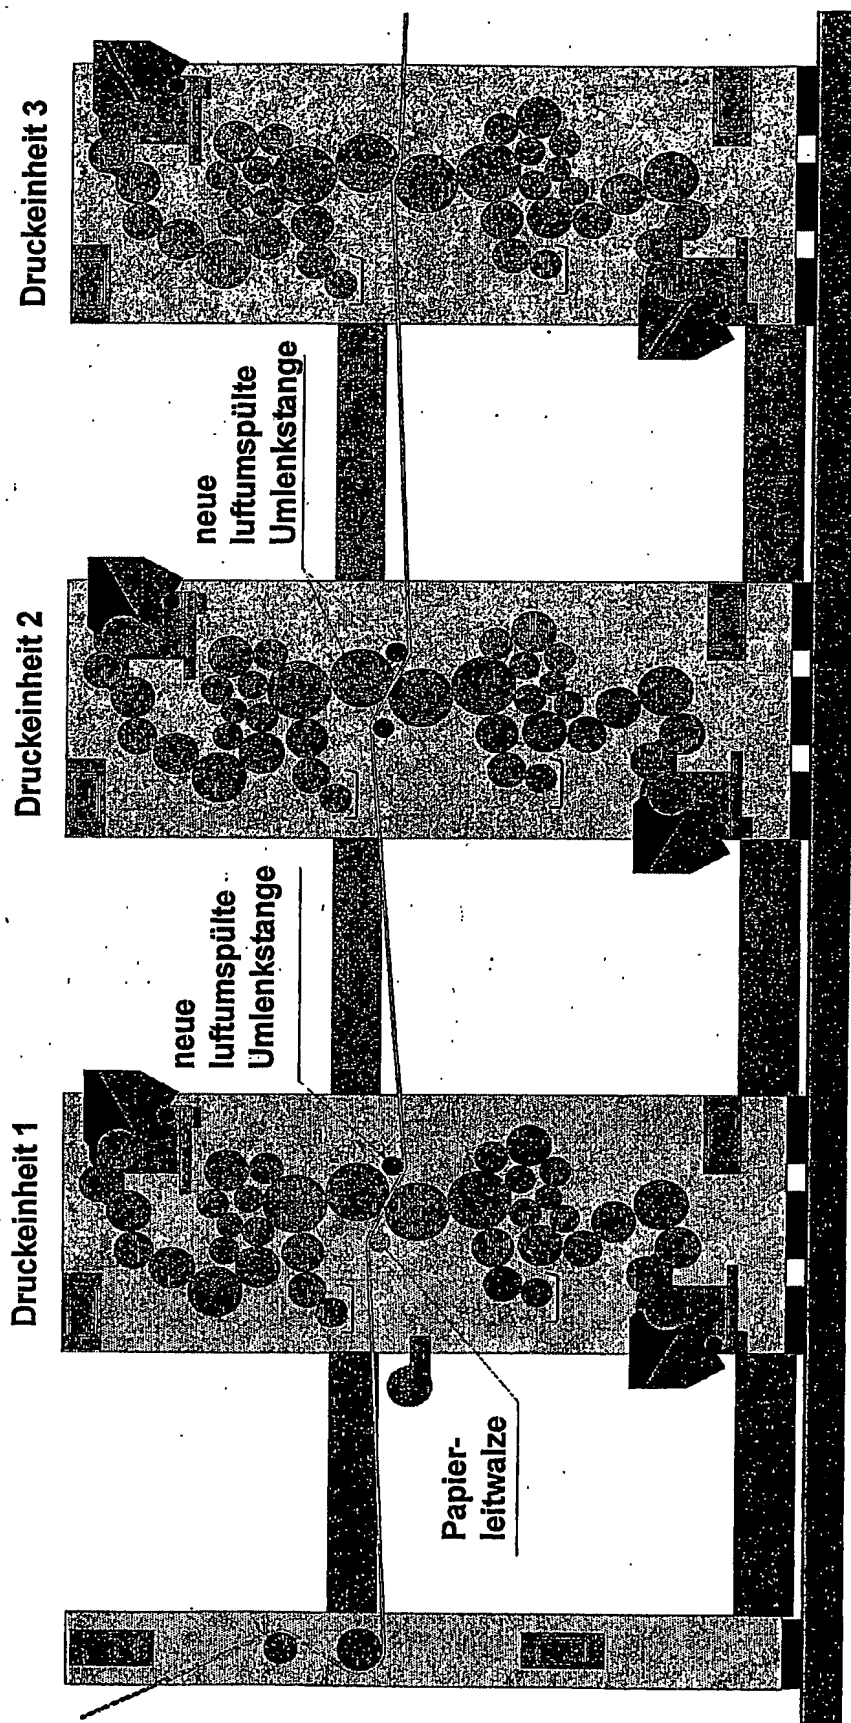 Druckeinheit 1
Druckeinheit 2
Druckeinheit 3
neue
luftumspülte
Umlenkstange
neue
luftumspülte
Umlenkstange
Papier-
leitwalze